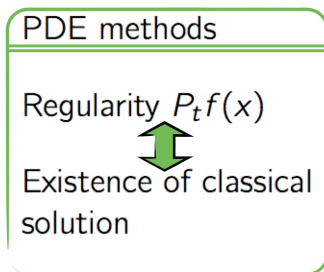 PDE methods
Regularity $P_t f(x)$
Existence of classical
solution